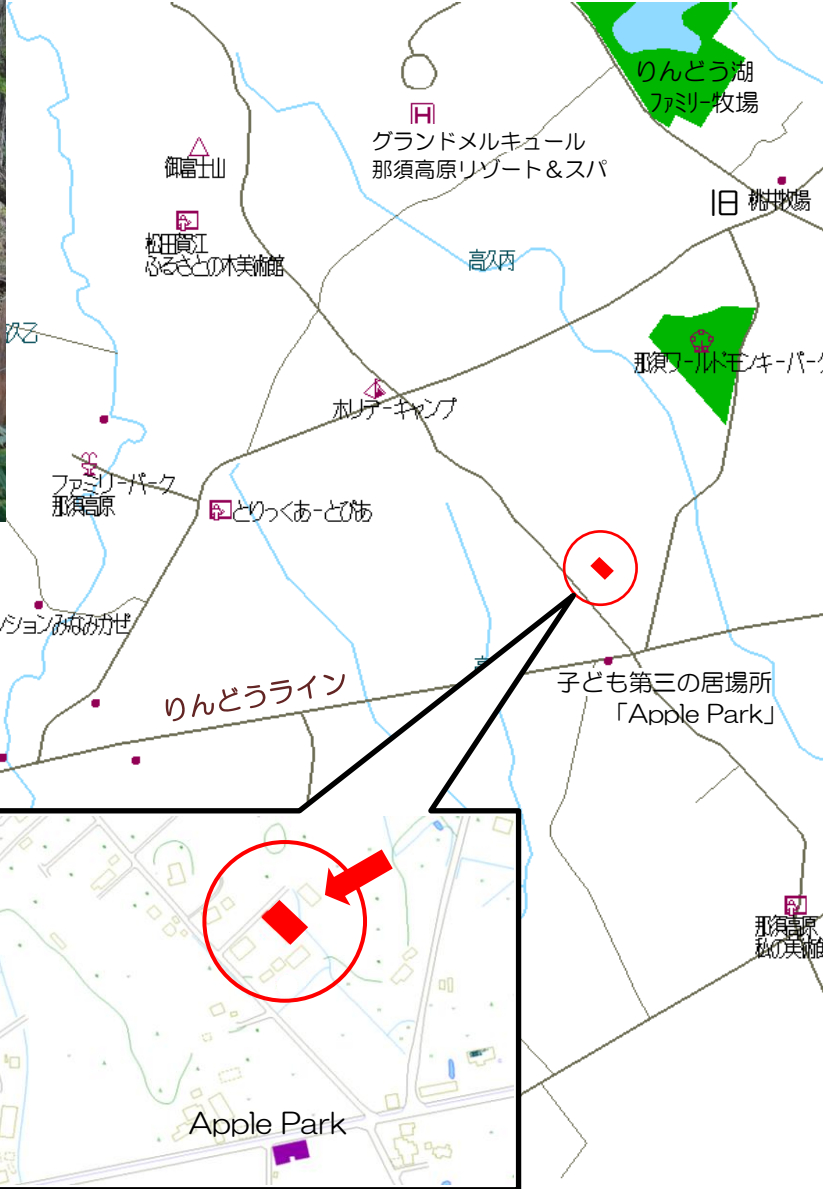 りんどう湖
ファミリー牧場
グランドメルキュール
那須高原リゾート＆スパ
御富士山
旧 桃井牧場
松田賀江
ふるさとの木美術館
高久丙
久乙
那須ワールドモンキーパーク
ホリデーキャンプ
ファミリーパーク
那須高原
とりっくあーとぴあ
ションみなみかぜ
子ども第三の居場所
「Apple Park」
りんどうライン
那須高原
私の美術館
Apple Park